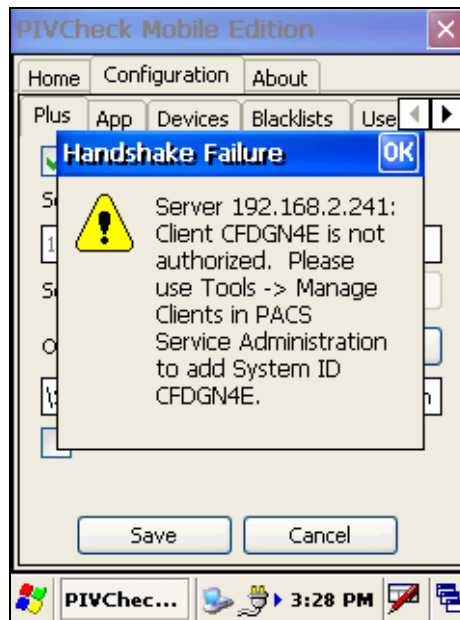 PIVCheck Mobile Edition
Home Configuration About
Plus App Devices Blacklists Use
Handshake Failure OK
Server 192.168.2.241:
Client CFDGN4E is not
authorized. Please
use Tools -> Manage
Clients in PACS
Service Administration
to add System ID
CFDGN4E.
Save Cancel
PIVChec... 3:28 PM